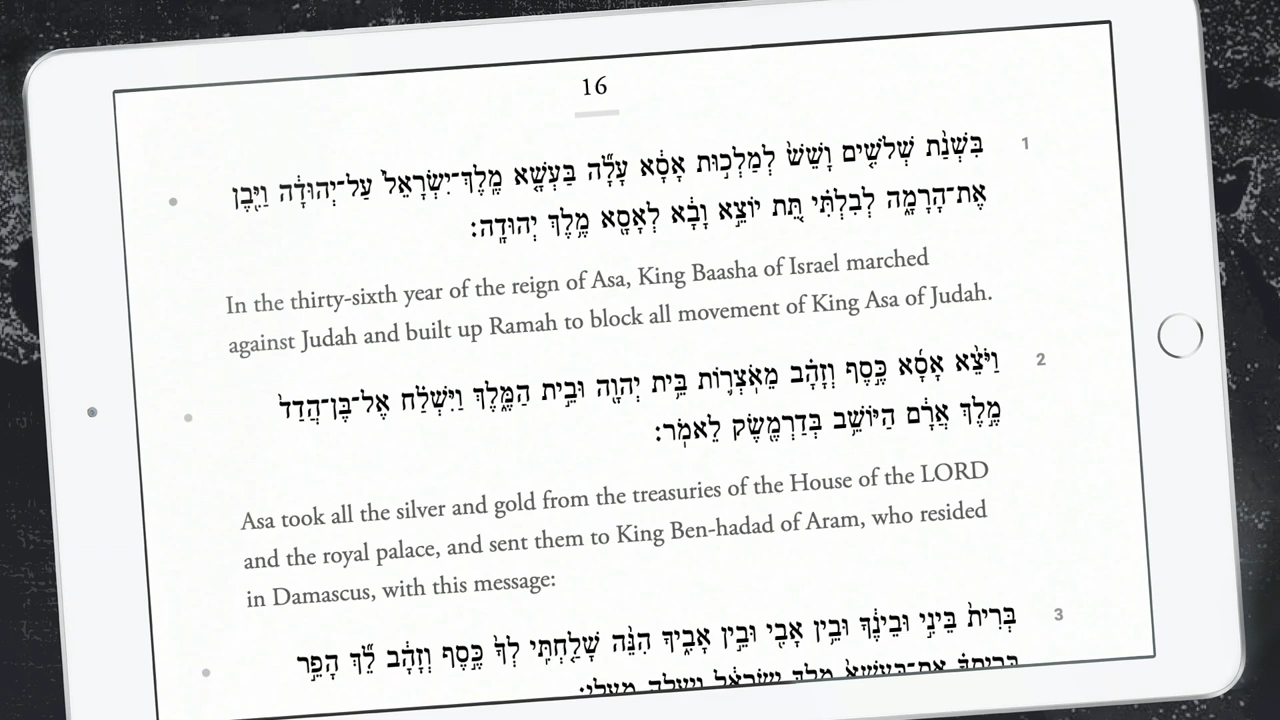 16
1
בִּשְׁנַ֨ת שְׁלֹשִׁ֤ים וָשֵׁשׁ֙ לְמַלְכ֣וּת אָסָ֔א עָלָ֞ה בַּעְשָׁ֤א מֶֽלֶךְ־יִשְׂרָאֵל֙ עַל־יְהוּדָ֔ה וַיִּ֖בֶן
אֶת־הָרָמָ֑ה לְבִלְתִּ֗י תֵּ֚ת יוֹצֵ֣א וָבָ֔א לְאָסָ֖א מֶ֥לֶךְ יְהוּדָֽה׃
In the thirty-sixth year of the reign of Asa, King Baasha of Israel marched
against Judah and built up Ramah to block all movement of King Asa of Judah.
2
וַיֹּצֵ֨א אָסָ֜א כֶּ֣סֶף וְזָהָ֗ב מֵאֹֽצְר֛וֹת בֵּ֥ית יְהוָ֖ה וּבֵ֣ית הַמֶּ֑לֶךְ וַיִּשְׁלַ֗ח אֶל־בֶּן־הֲדַד֙
מֶ֣לֶךְ אֲרָ֔ם הַיּוֹשֵׁ֥ב בְּדַרְמֶ֖שֶׂק לֵאמֹֽר׃
Asa took all the silver and gold from the treasuries of the House of the LORD
and the royal palace, and sent them to King Ben-hadad of Aram, who resided
in Damascus, with this message:
3
בְּרִית֙ בֵּינִ֣י וּבֵינֶ֔ךָ וּבֵ֥ין אָבִ֖י וּבֵ֣ין אָבִ֑יךָ הִנֵּ֨ה שָׁלַ֤חְתִּֽי לְךָ֙ כֶּ֣סֶף וְזָהָ֔ב לֵ֞ךְ הָפֵ֣ר